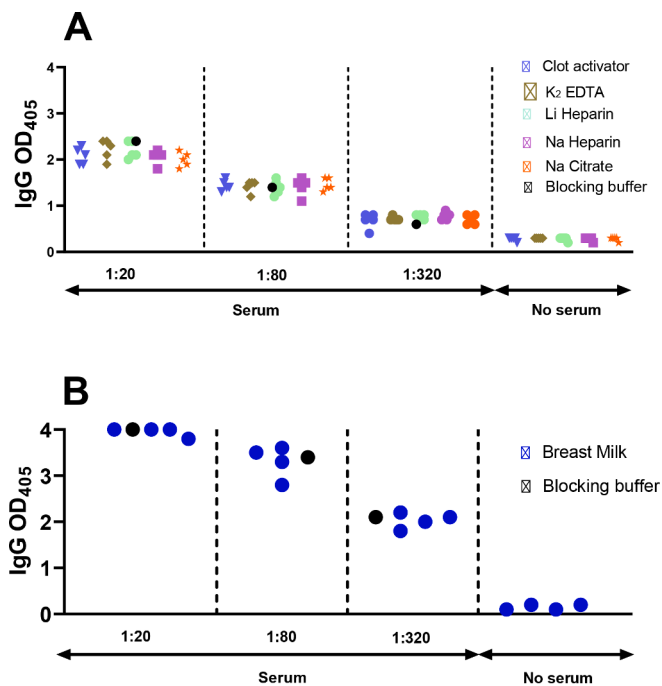 A
IgG OD405
4
3
2
1
0
Clot activator
K2 EDTA
Li Heparin
Na Heparin
Na Citrate
Blocking buffer
1:20 1:80 1:320
Serum No serum
B
IgG OD405
4
3
2
1
0
Breast Milk
Blocking buffer
1:20 1:80 1:320
Serum No serum